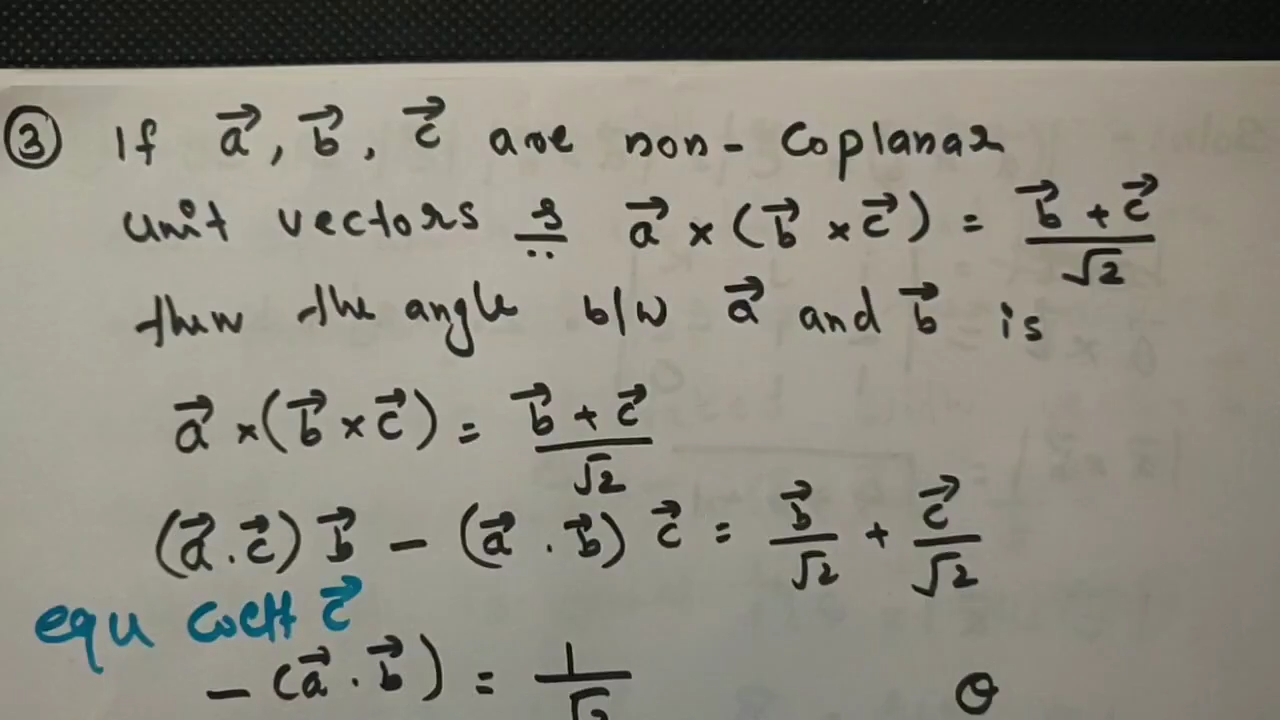 ③ If a⃗, b⃗, c⃗ are non-coplanar
unit vectors ∴ a⃗ × (b⃗ × c⃗) = (b⃗ + c⃗)/√2
then the angle b/w a⃗ and b⃗ is
a⃗ × (b⃗ × c⃗) = (b⃗ + c⃗)/√2
(a⃗ . c⃗) b⃗ - (a⃗ . b⃗) c⃗ = b⃗/√2 + c⃗/√2
equ coeff c⃗
- (a⃗ . b⃗) = 1/√2 θ